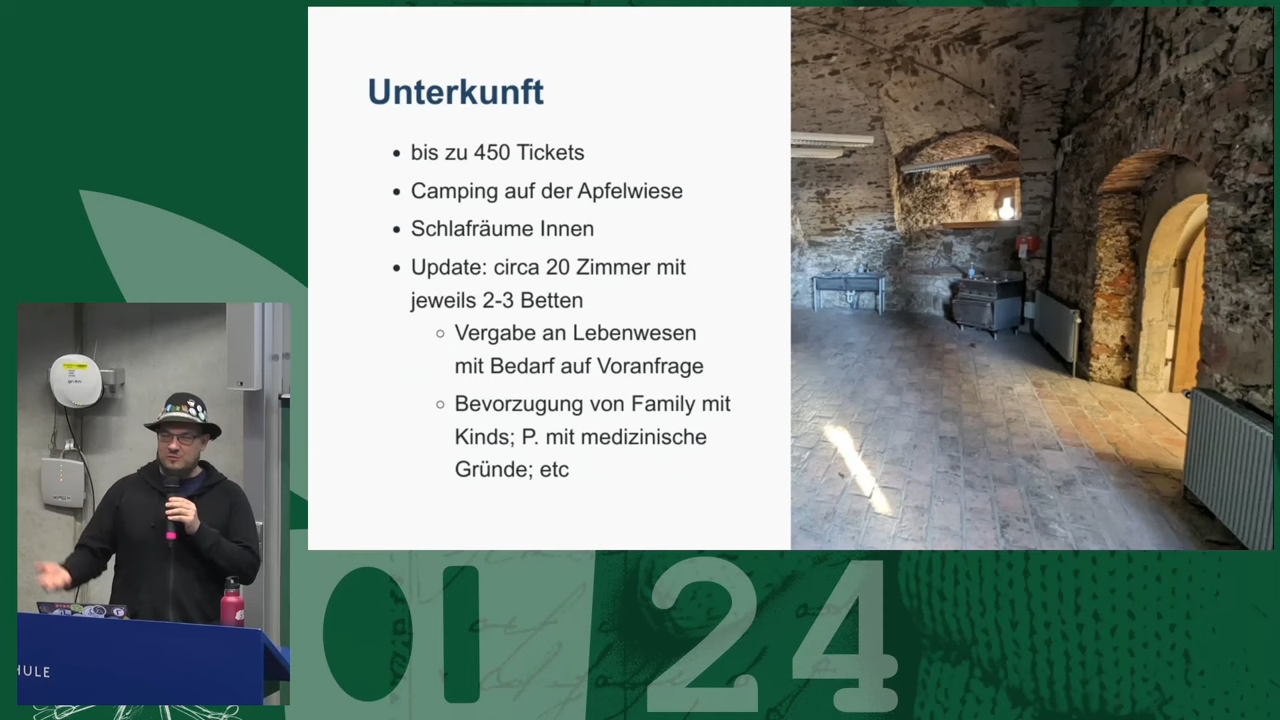 Unterkunft
bis zu 450 Tickets
Camping auf der Apfelwiese
Schlafräume Innen
Update: circa 20 Zimmer mit
jeweils 2-3 Betten
Vergabe an Lebenwesen
mit Bedarf auf Voranfrage
Bevorzugung von Family mit
Kinds; P. mit medizinische
Gründe; etc
HULE
24